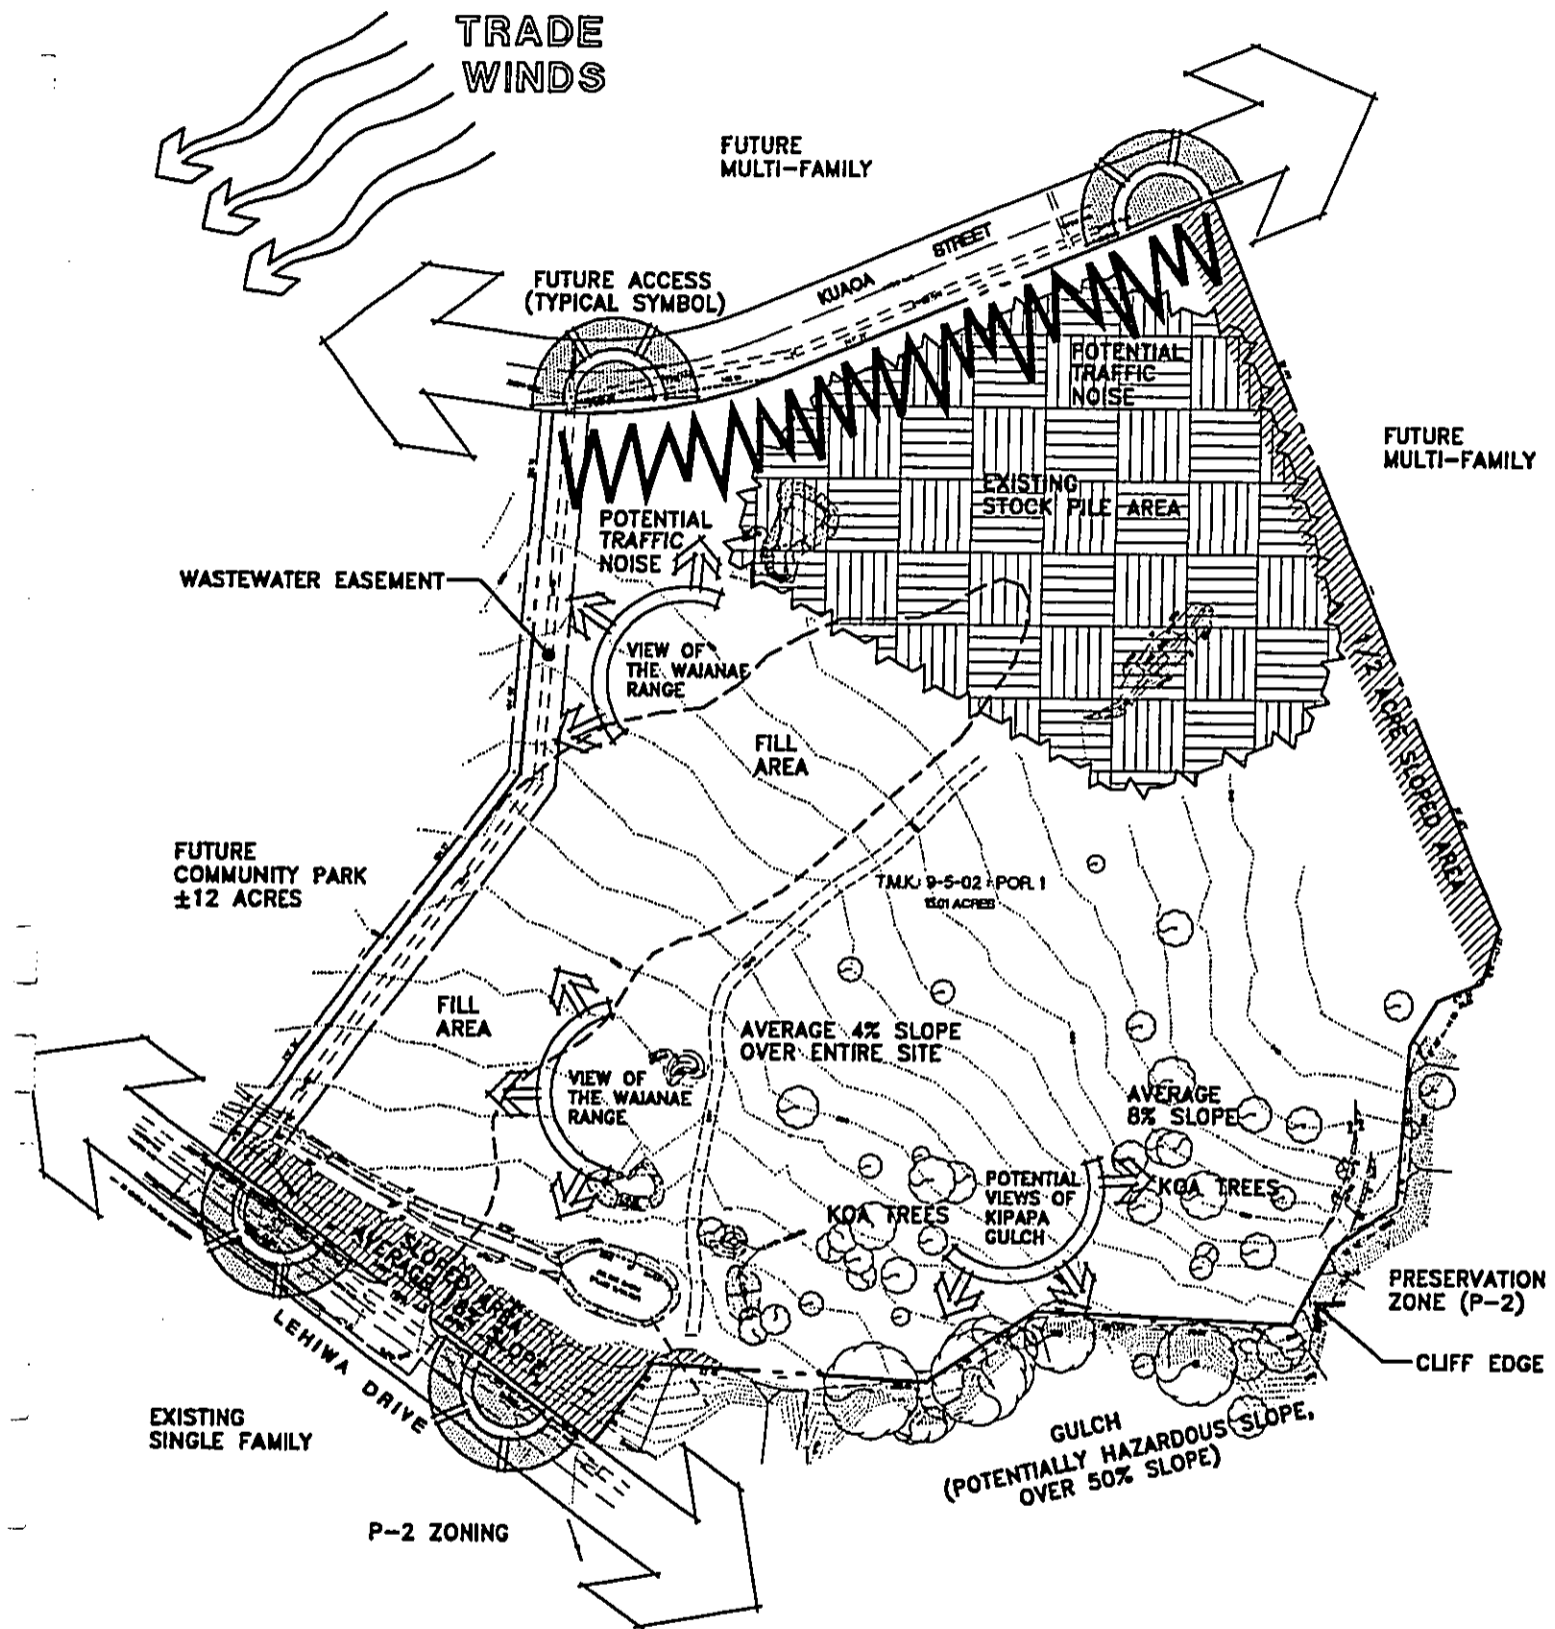 TRADE
WINDS
FUTURE
MULTI-FAMILY
FUTURE ACCESS
(TYPICAL SYMBOL)
KUAOA STREET
POTENTIAL
TRAFFIC
NOISE
FUTURE
MULTI-FAMILY
EXISTING
STOCK PILE AREA
POTENTIAL
TRAFFIC
NOISE
WASTEWATER EASEMENT
VIEW OF
THE WAIANAE
RANGE
1/2 ACRE SLOPED AREA
FILL
AREA
FUTURE
COMMUNITY PARK
±12 ACRES
T.M.K.: 9-5-02 : POR. 1
15.01 ACRES
FILL
AREA
AVERAGE 4% SLOPE
OVER ENTIRE SITE
VIEW OF
THE WAIANAE
RANGE
AVERAGE
8% SLOPE
POTENTIAL
VIEWS OF
KIPAPA
GULCH
KOA TREES
KOA TREES
SLOPED AREA
AVERAGE
SLOPE
PRESERVATION
ZONE (P-2)
CLIFF EDGE
LEHIWA DRIVE
EXISTING
SINGLE FAMILY
GULCH
(POTENTIALLY HAZARDOUS SLOPE,
OVER 50% SLOPE)
P-2 ZONING